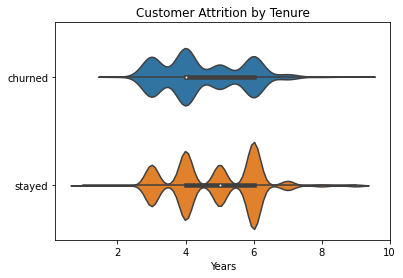 Customer Attrition by Tenure
churned
stayed
2 4 6 8 10
Years